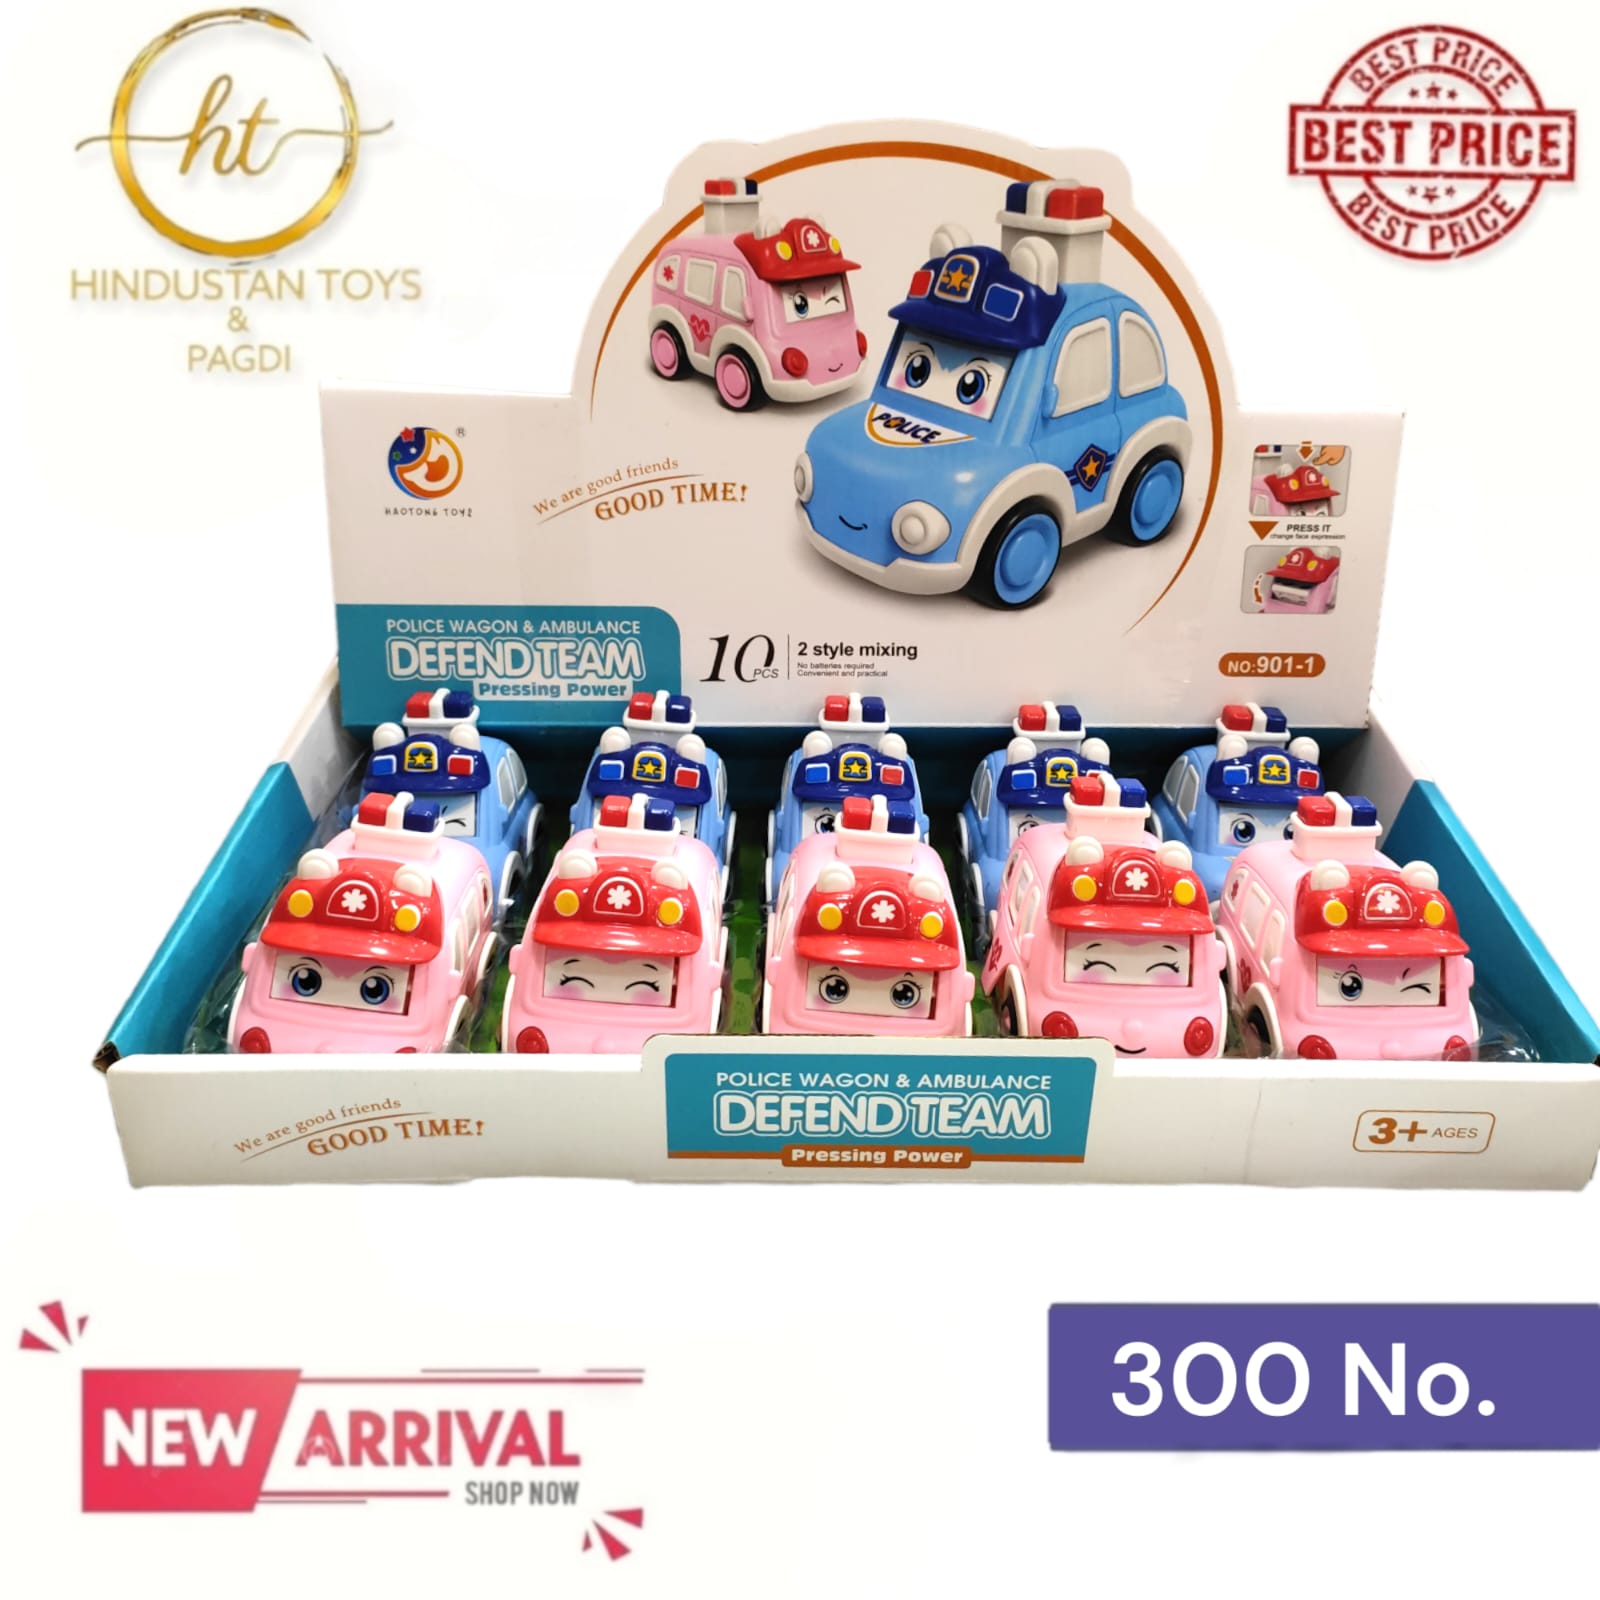 ht
HINDUSTAN TOYS
&
PAGDI
BEST PRICE
BEST PRICE
BEST PRICE
POLICE
HAOTONG TOYS
®
We are good friends
GOOD TIME!
PRESS IT
change face expression
POLICE WAGON & AMBULANCE
DEFEND TEAM
Pressing Power
10 PCS
2 style mixing
No batteries required
Convenient and practical
NO:901-1
We are good friends
GOOD TIME!
POLICE WAGON & AMBULANCE
DEFEND TEAM
Pressing Power
3+ AGES
NEW ARRIVAL
SHOP NOW
300 No.